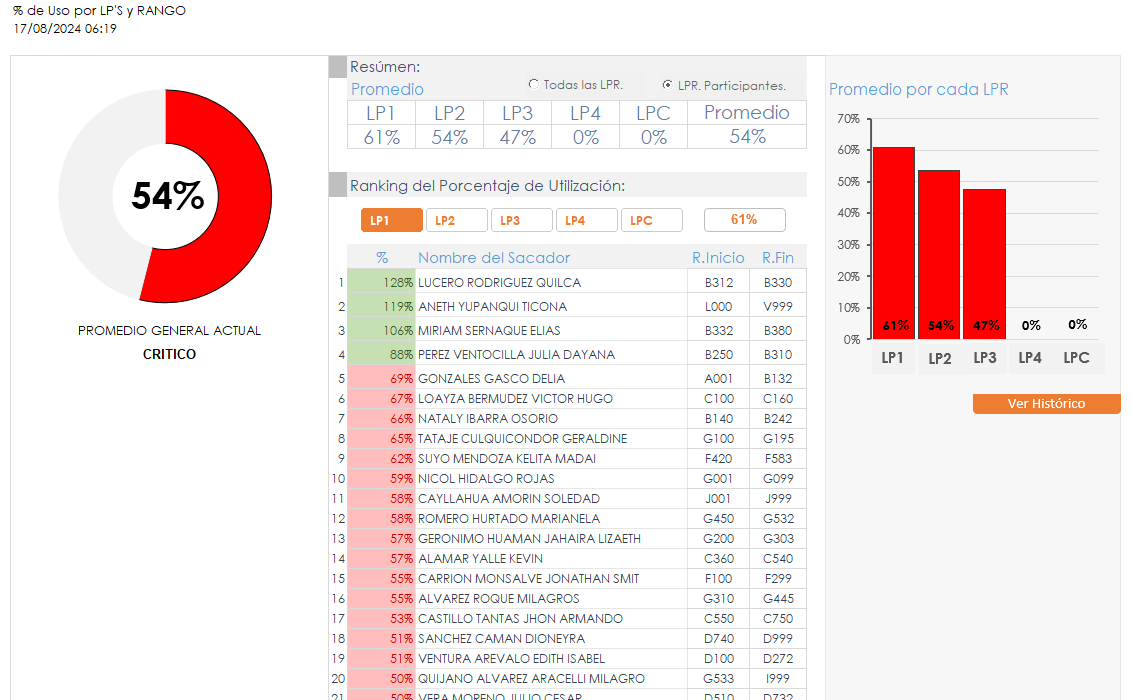 % de Uso por LP'S y RANGO
17/08/2024 06:19
54%
PROMEDIO GENERAL ACTUAL
CRITICO
Resúmen:
Promedio
Todas las LPR.
LPR. Participantes.
LP1 LP2 LP3 LP4 LPC Promedio
61% 54% 47% 0% 0% 54%
Ranking del Porcentaje de Utilización:
LP1 LP2 LP3 LP4 LPC 61%
% Nombre del Sacador R.Inicio R.Fin
1 128% LUCERO RODRIGUEZ QUILCA B312 B330
2 119% ANETH YUPANQUI TICONA L000 V999
3 106% MIRIAM SERNAQUE ELIAS B332 B380
4 88% PEREZ VENTOCILLA JULIA DAYANA B250 B310
5 69% GONZALES GASCO DELIA A001 B132
6 67% LOAYZA BERMUDEZ VICTOR HUGO C100 C160
7 66% NATALY IBARRA OSORIO B140 B242
8 65% TATAJE CULQUICONDOR GERALDINE G100 G195
9 62% SUYO MENDOZA KELITA MADAI F420 F583
10 59% NICOL HIDALGO ROJAS G001 G099
11 58% CAYLLAHUA AMORIN SOLEDAD J001 J999
12 58% ROMERO HURTADO MARIANELA G450 G532
13 57% GERONIMO HUAMAN JAHAIRA LIZAETH G200 G303
14 57% ALAMAR YALLE KEVIN C360 C540
15 55% CARRION MONSALVE JONATHAN SMIT F100 F299
16 55% ALVAREZ ROQUE MILAGROS G310 G445
17 53% CASTILLO TANTAS JHON ARMANDO C550 C750
18 51% SANCHEZ CAMAN DIONEYRA D740 D999
19 51% VENTURA AREVALO EDITH ISABEL D100 D272
20 50% QUIJANO ALVAREZ ARACELLI MILAGRO G533 I999
21 50% VERA MORENO JULIO CESAR D510 D732
Promedio por cada LPR
70%
60%
50%
40%
30%
20%
10%
0%
61% 54% 47% 0% 0%
LP1 LP2 LP3 LP4 LPC
Ver Histórico